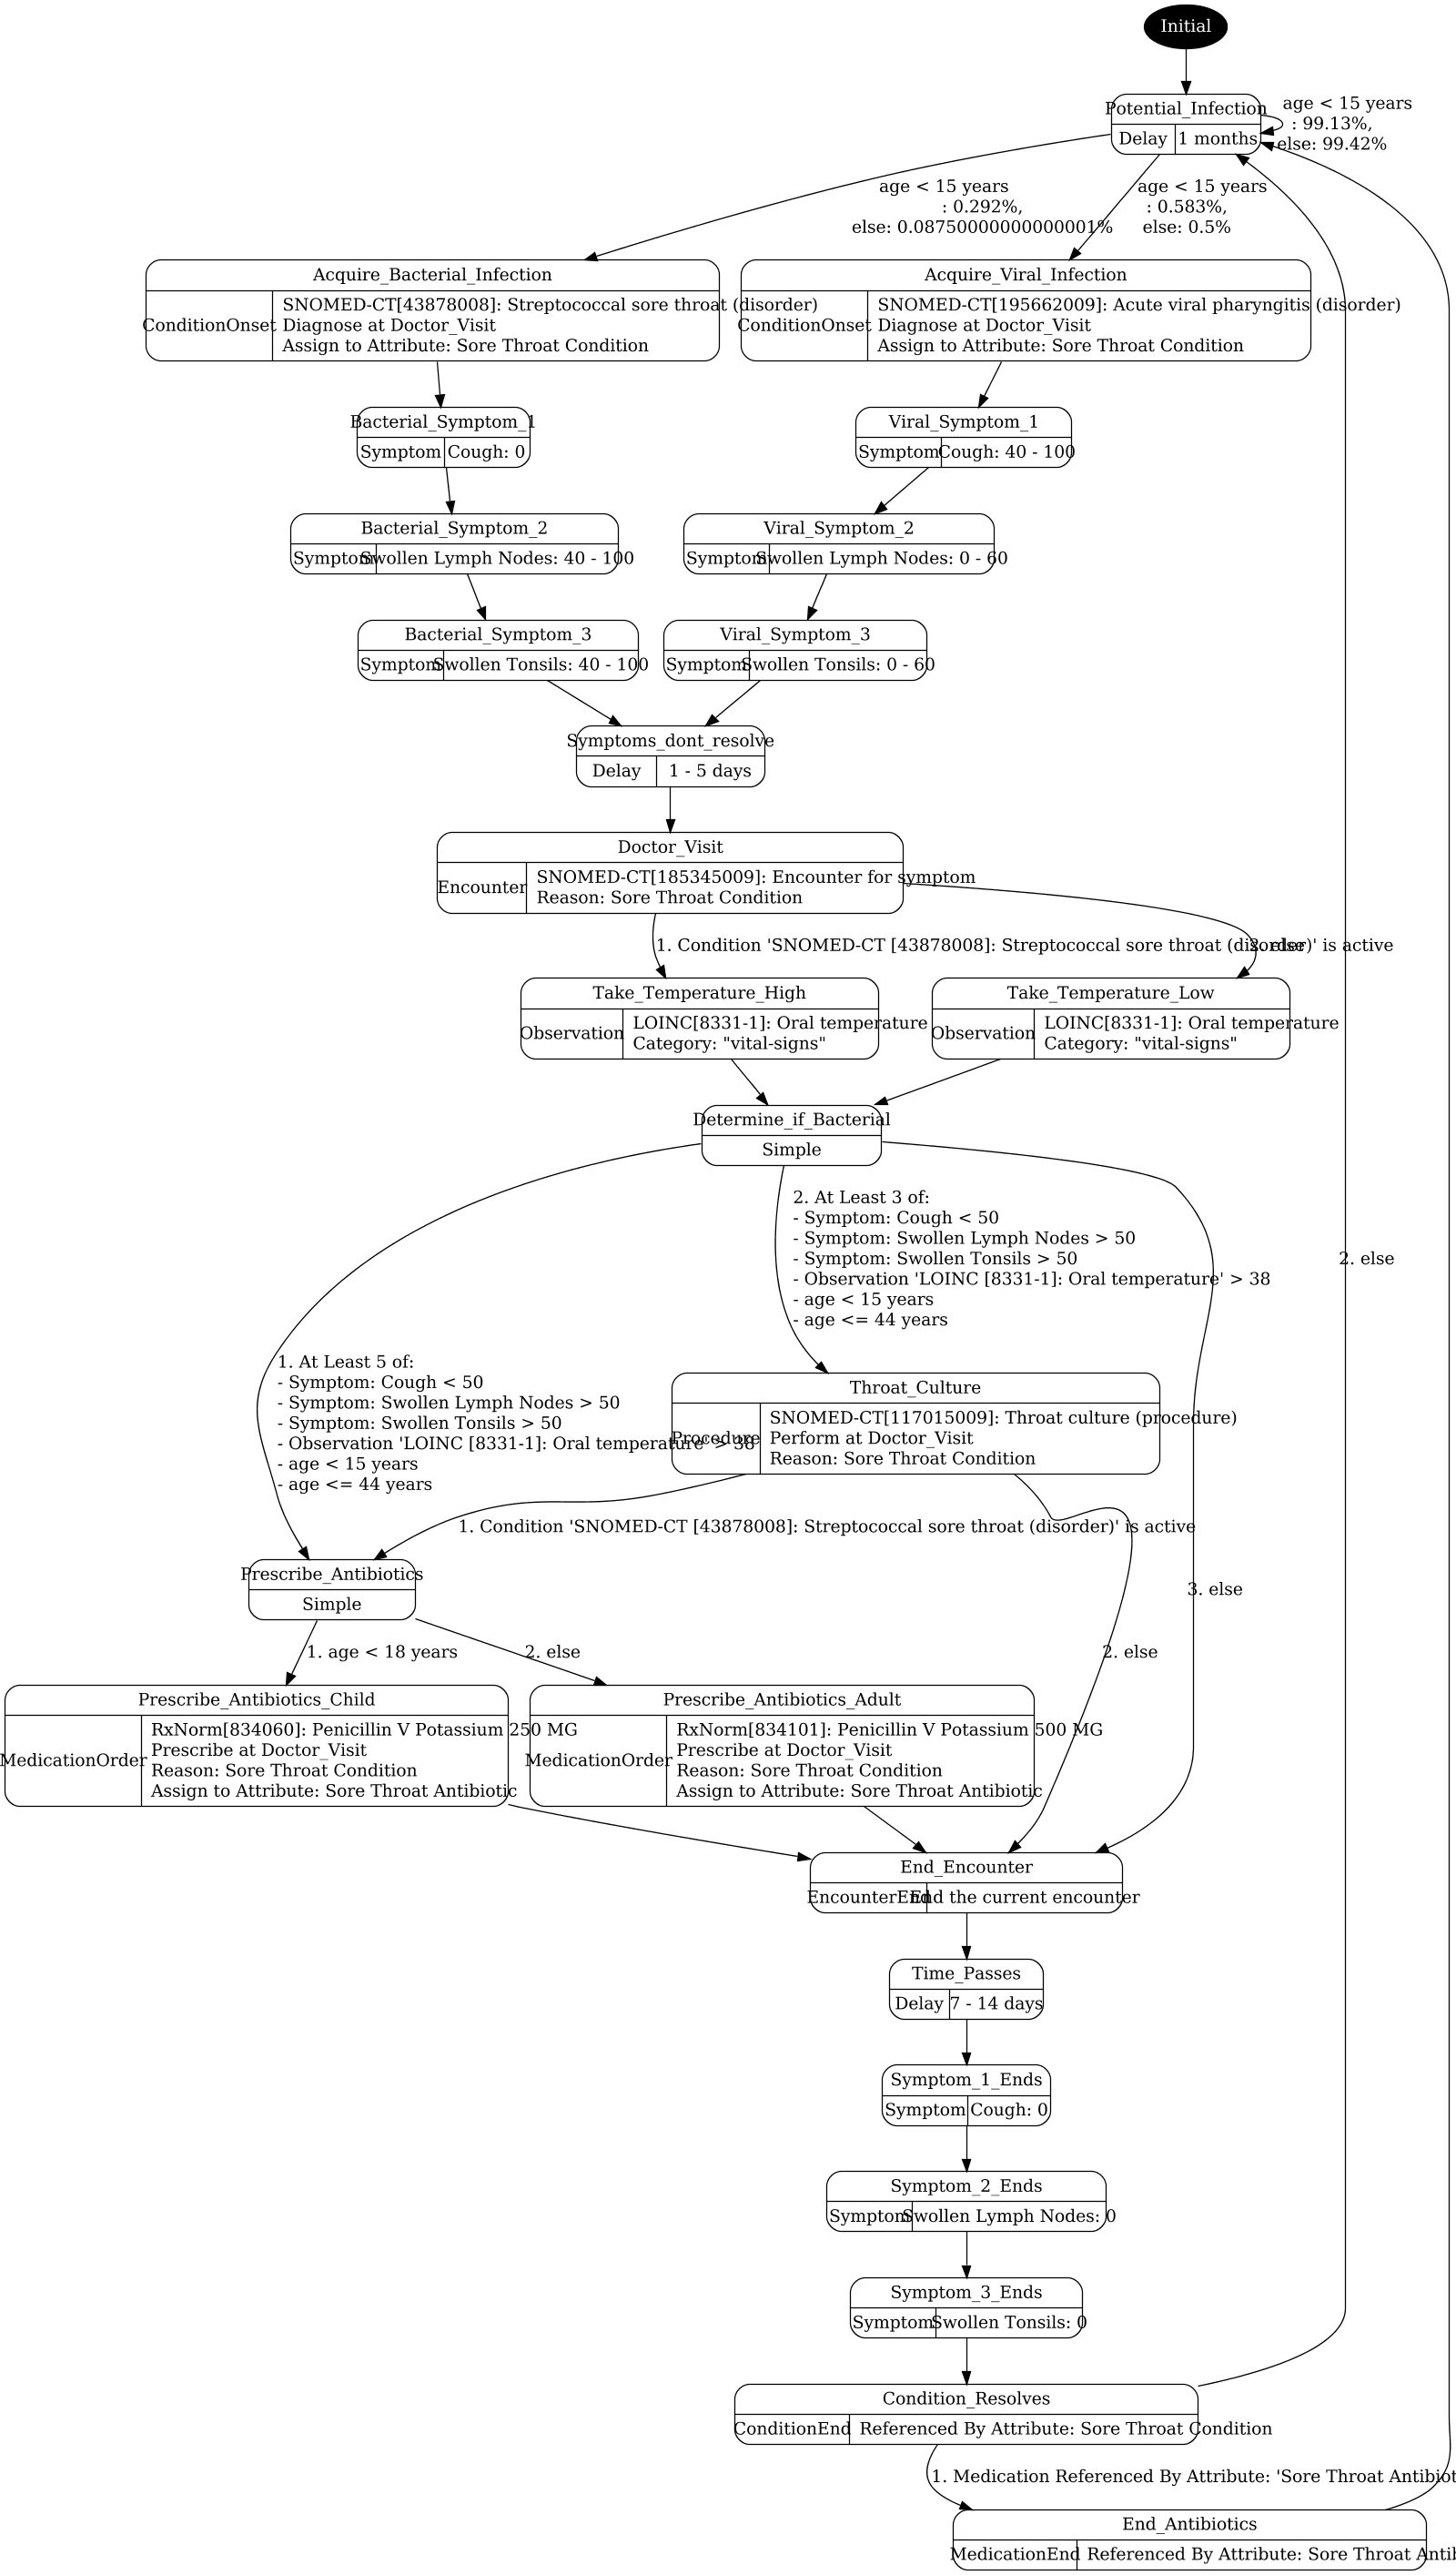 Initial
Potential_Infection
Delay
1 months
age < 15 years
: 99.13%,
else: 99.42%
age < 15 years
: 0.292%,
else: 0.08750000000000001%
age < 15 years
: 0.583%,
else: 0.5%
Acquire_Bacterial_Infection
ConditionOnset
SNOMED-CT[43878008]: Streptococcal sore throat (disorder)
Diagnose at Doctor_Visit
Assign to Attribute: Sore Throat Condition
Acquire_Viral_Infection
ConditionOnset
SNOMED-CT[195662009]: Acute viral pharyngitis (disorder)
Diagnose at Doctor_Visit
Assign to Attribute: Sore Throat Condition
Bacterial_Symptom_1
Symptom
Cough: 0
Viral_Symptom_1
Symptom
Cough: 40 - 100
Bacterial_Symptom_2
Symptom
Swollen Lymph Nodes: 40 - 100
Viral_Symptom_2
Symptom
Swollen Lymph Nodes: 0 - 60
Bacterial_Symptom_3
Symptom
Swollen Tonsils: 40 - 100
Viral_Symptom_3
Symptom
Swollen Tonsils: 0 - 60
Symptoms_dont_resolve
Delay
1 - 5 days
Doctor_Visit
Encounter
SNOMED-CT[185345009]: Encounter for symptom
Reason: Sore Throat Condition
1. Condition 'SNOMED-CT [43878008]: Streptococcal sore throat (disorder)' is active
2. else
Take_Temperature_High
Observation
LOINC[8331-1]: Oral temperature
Category: "vital-signs"
Take_Temperature_Low
Observation
LOINC[8331-1]: Oral temperature
Category: "vital-signs"
Determine_if_Bacterial
Simple
2. At Least 3 of:
- Symptom: Cough < 50
- Symptom: Swollen Lymph Nodes > 50
- Symptom: Swollen Tonsils > 50
- Observation 'LOINC [8331-1]: Oral temperature' > 38
- age < 15 years
- age <= 44 years
2. else
1. At Least 5 of:
- Symptom: Cough < 50
- Symptom: Swollen Lymph Nodes > 50
- Symptom: Swollen Tonsils > 50
- Observation 'LOINC [8331-1]: Oral temperature' > 38
- age < 15 years
- age <= 44 years
Throat_Culture
Procedure
SNOMED-CT[117015009]: Throat culture (procedure)
Perform at Doctor_Visit
Reason: Sore Throat Condition
1. Condition 'SNOMED-CT [43878008]: Streptococcal sore throat (disorder)' is active
Prescribe_Antibiotics
Simple
3. else
1. age < 18 years
2. else
2. else
Prescribe_Antibiotics_Child
MedicationOrder
RxNorm[834060]: Penicillin V Potassium 250 MG
Prescribe at Doctor_Visit
Reason: Sore Throat Condition
Assign to Attribute: Sore Throat Antibiotic
Prescribe_Antibiotics_Adult
MedicationOrder
RxNorm[834101]: Penicillin V Potassium 500 MG
Prescribe at Doctor_Visit
Reason: Sore Throat Condition
Assign to Attribute: Sore Throat Antibiotic
End_Encounter
EncounterEnd
End the current encounter
Time_Passes
Delay
7 - 14 days
Symptom_1_Ends
Symptom
Cough: 0
Symptom_2_Ends
Symptom
Swollen Lymph Nodes: 0
Symptom_3_Ends
Symptom
Swollen Tonsils: 0
Condition_Resolves
ConditionEnd
Referenced By Attribute: Sore Throat Condition
1. Medication Referenced By Attribute: 'Sore Throat Antibiot
End_Antibiotics
MedicationEnd
Referenced By Attribute: Sore Throat Anti